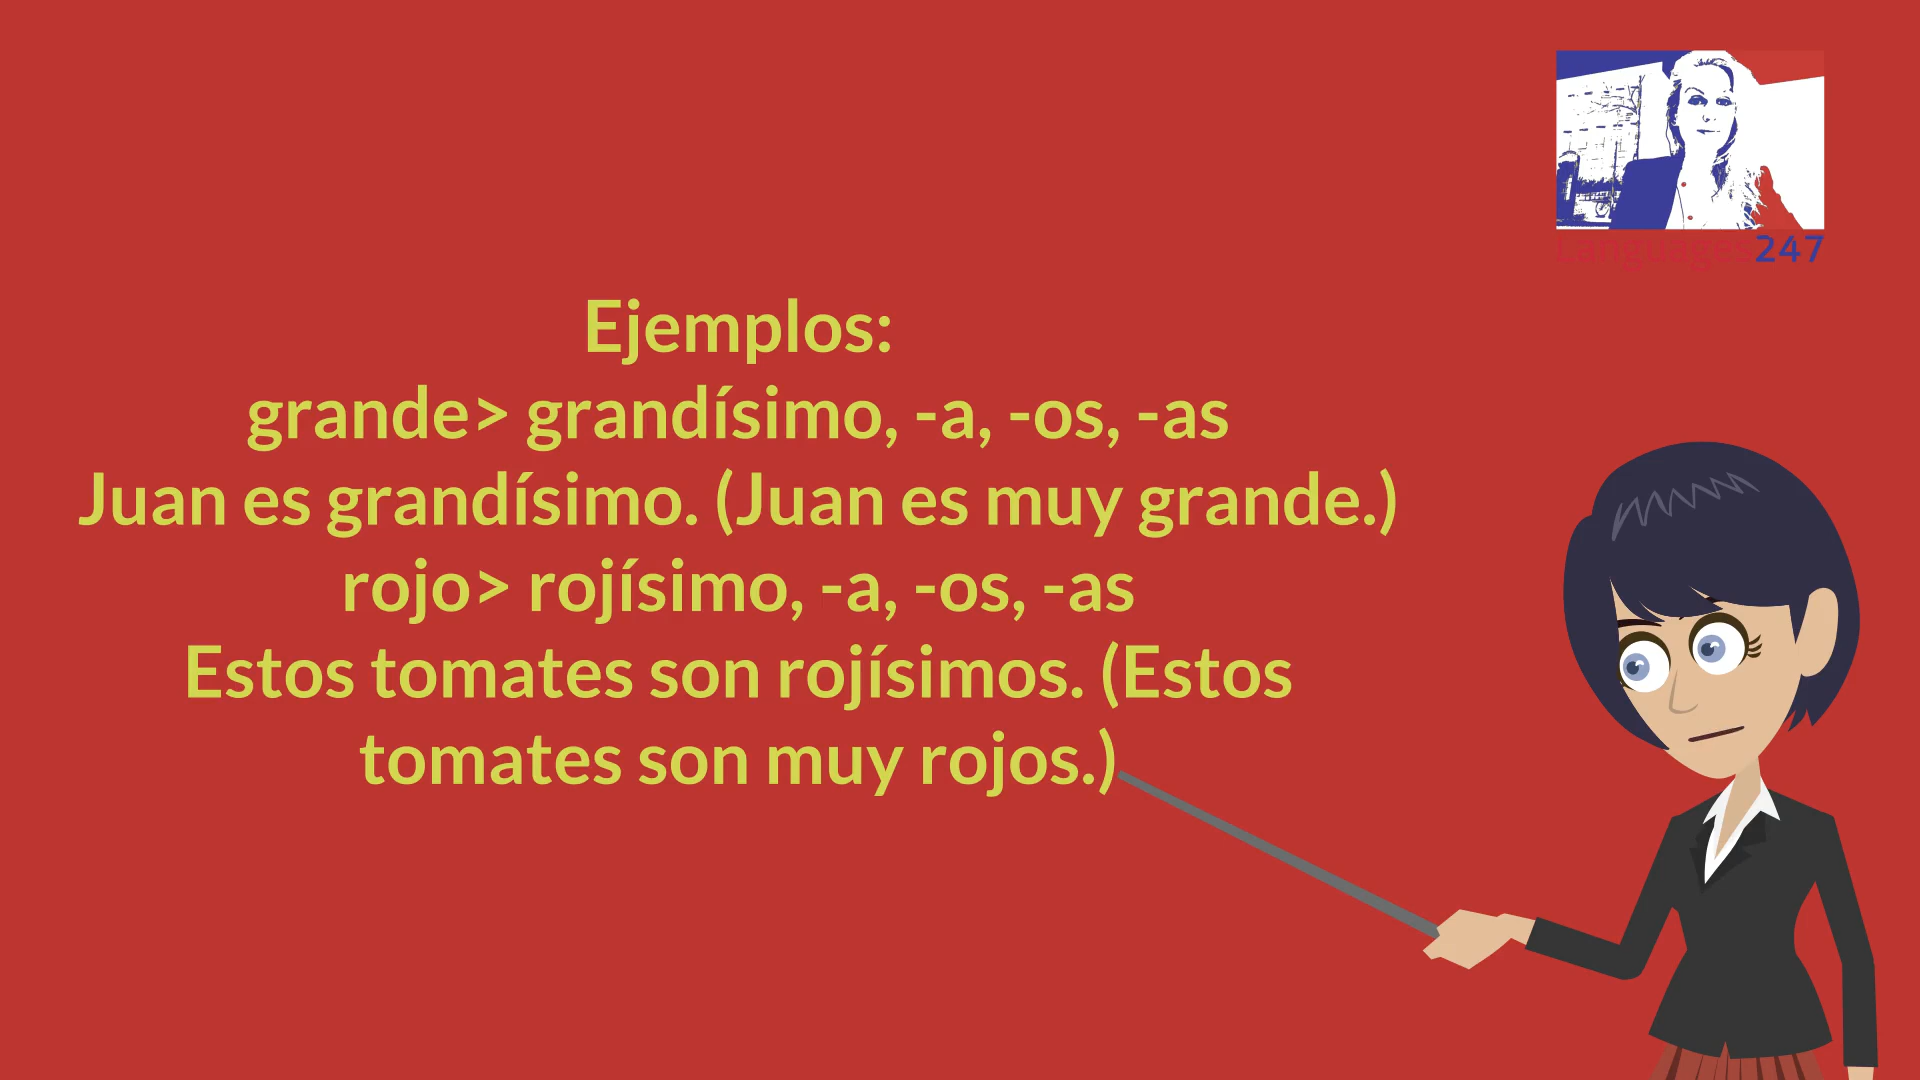 Languages247
Ejemplos:
grande> grandísimo, -a, -os, -as
Juan es grandísimo. (Juan es muy grande.)
rojo> rojísimo, -a, -os, -as
Estos tomates son rojísimos. (Estos
tomates son muy rojos.)